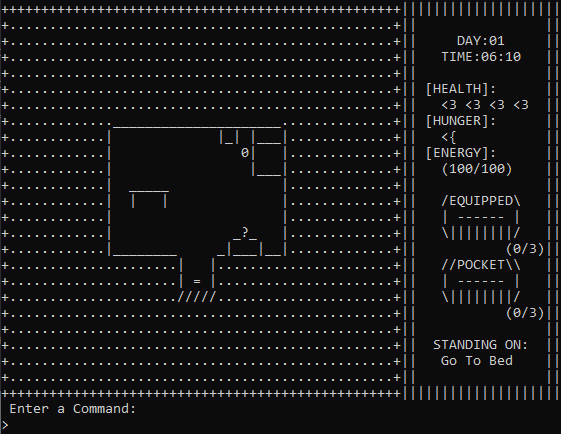 DAY:01
TIME:06:10
[HEALTH]:
<3 <3 <3 <3
[HUNGER]:
<{
[ENERGY]:
(100/100)
/EQUIPPED\
| ------ |
\||||||||/
(0/3)
//POCKET\\
| ------ |
\||||||||/
(0/3)
STANDING ON:
Go To Bed
0
?
=
/////
Enter a Command:
>